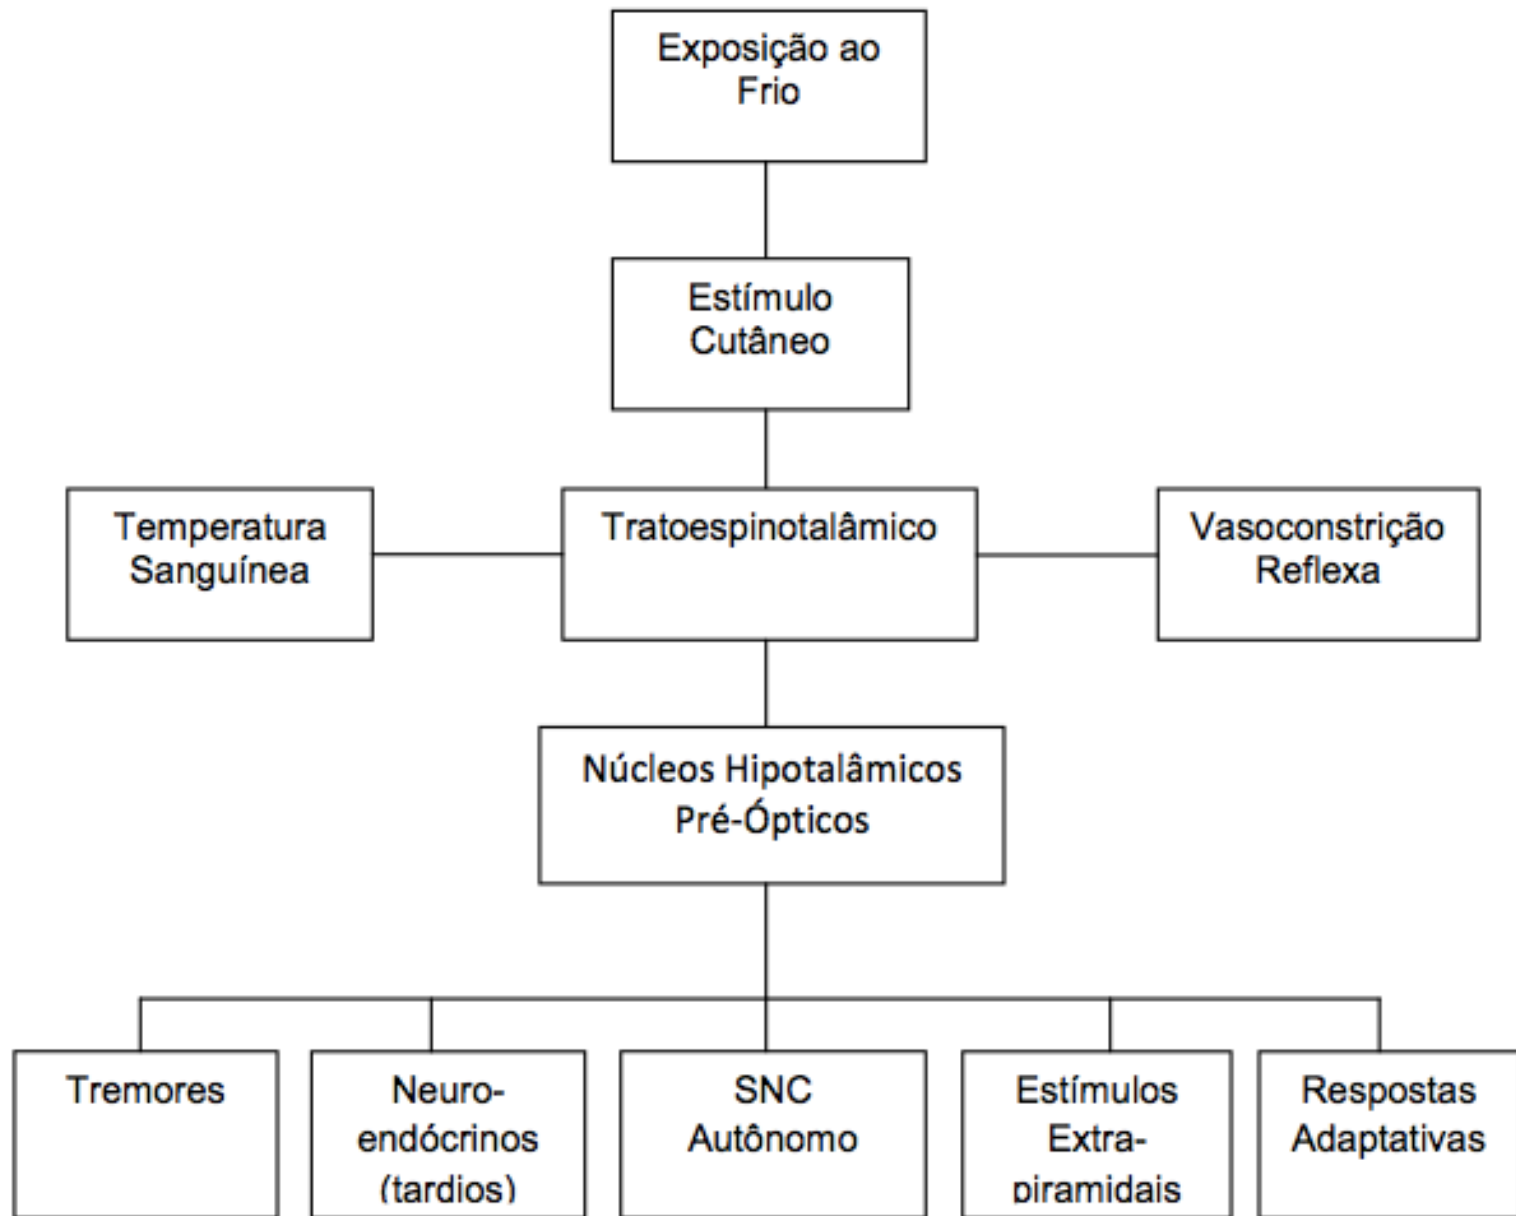 Exposição ao
Frio
Estímulo
Cutâneo
Temperatura
Sanguínea
Tratoespinotalâmico
Vasoconstrição
Reflexa
Núcleos Hipotalâmicos
Pré-Ópticos
Tremores
Neuro-
endócrinos
(tardios)
SNC
Autônomo
Estímulos
Extra-
piramidais
Respostas
Adaptativas